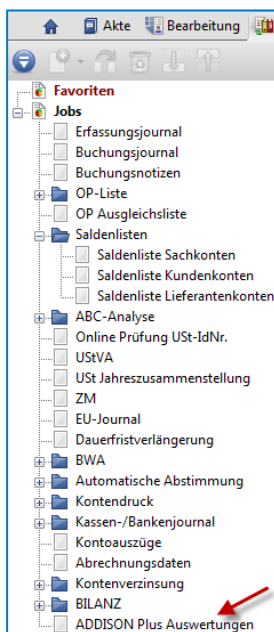 Akte Bearbeitung
Favoriten
Jobs
Erfassungsjournal
Buchungsjournal
Buchungsnotizen
OP-Liste
OP Ausgleichsliste
Saldenlisten
Saldenliste Sachkonten
Saldenliste Kundenkonten
Saldenliste Lieferantenkonten
ABC-Analyse
Online Prüfung USt-IdNr.
UStVA
USt Jahreszusammenstellung
ZM
EU-Journal
Dauerfristverlängerung
BWA
Automatische Abstimmung
Kontendruck
Kassen-/Bankenjournal
Kontoauszüge
Abrechnungsdaten
Kontenverzinsung
BILANZ
ADDISON Plus Auswertungen